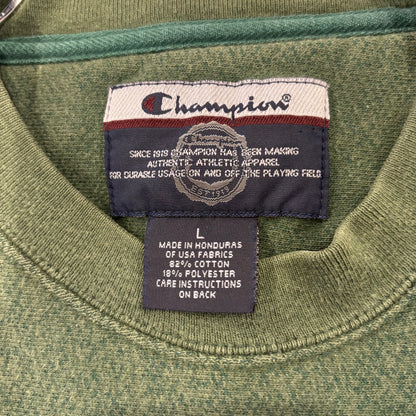 Champion®
SINCE 1919 CHAMPION HAS BEEN MAKING
AUTHENTIC ATHLETIC APPAREL
FOR DURABLE USAGE ON AND OFF THE PLAYING FIELD
EST 1919
L
MADE IN HONDURAS
OF USA FABRICS
82% COTTON
18% POLYESTER
CARE INSTRUCTIONS
ON BACK